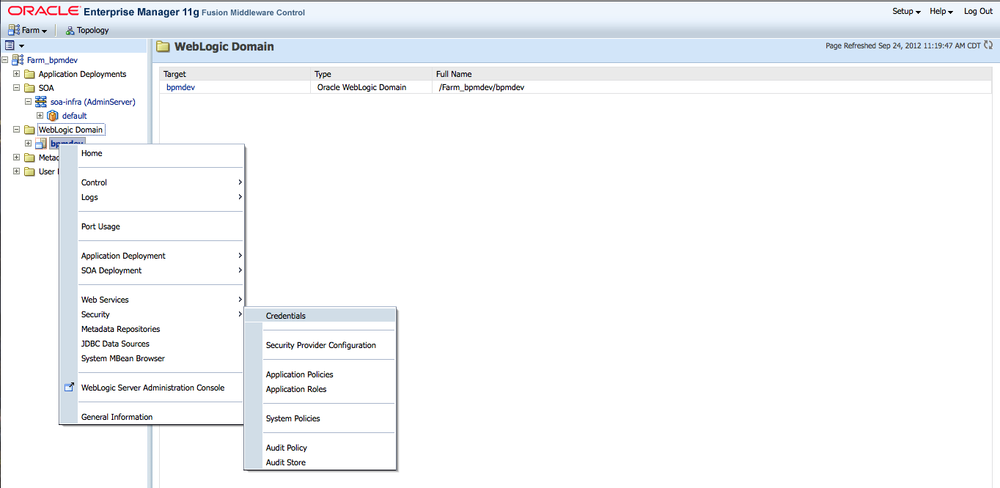 ORACLE Enterprise Manager 11g Fusion Middleware Control
Setup Help Log Out
Farm Topology
Farm_bpmdev
Application Deployments
SOA
soa-infra (AdminServer)
default
WebLogic Domain
bpmdev
Metad
User
WebLogic Domain
Page Refreshed Sep 24, 2012 11:19:47 AM CDT
Target Type Full Name
bpmdev Oracle WebLogic Domain /Farm_bpmdev/bpmdev
Home
Control
Logs
Port Usage
Application Deployment
SOA Deployment
Web Services
Security
Metadata Repositories
JDBC Data Sources
System MBean Browser
WebLogic Server Administration Console
General Information
Credentials
Security Provider Configuration
Application Policies
Application Roles
System Policies
Audit Policy
Audit Store